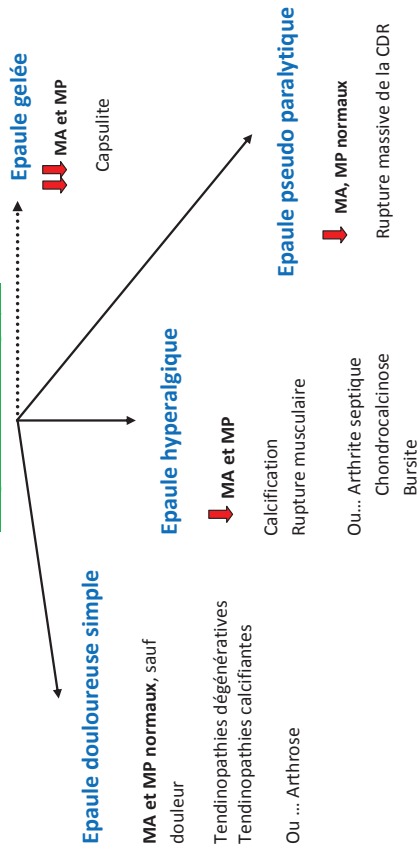 Epaule douloureuse simple
MA et MP normaux, sauf
douleur
Tendinopathies dégénératives
Tendinopathies calcifiantes
Ou ... Arthrose
Epaule hyperalgique
MA et MP
Calcification
Rupture musculaire
Ou... Arthrite septique
Chondrocalcinose
Bursite
Epaule gelée
MA et MP
Capsulite
Epaule pseudo paralytique
MA, MP normaux
Rupture massive de la CDR